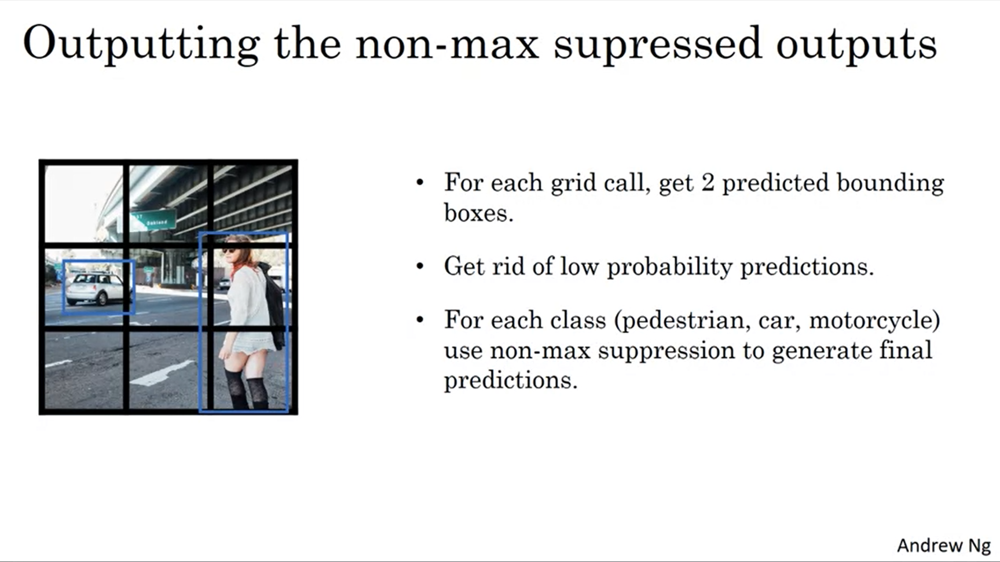 Outputting the non-max supressed outputs
ST
Oakland
• For each grid call, get 2 predicted bounding
boxes.
• Get rid of low probability predictions.
• For each class (pedestrian, car, motorcycle)
use non-max suppression to generate final
predictions.
Andrew Ng